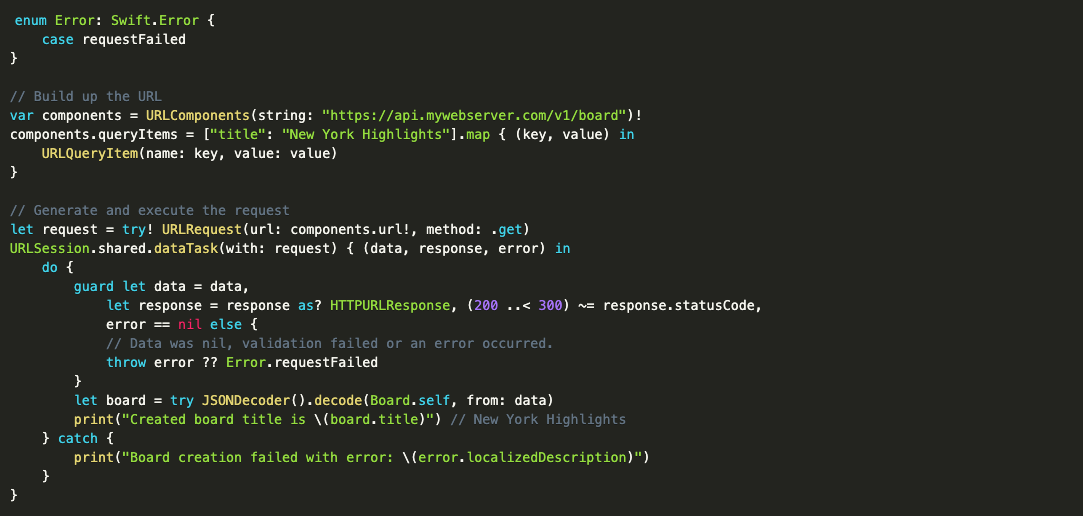 enum Error: Swift.Error {
    case requestFailed
}

// Build up the URL
var components = URLComponents(string: "https://api.mywebserver.com/v1/board")!
components.queryItems = ["title": "New York Highlights"].map { (key, value) in
    URLQueryItem(name: key, value: value)
}

// Generate and execute the request
let request = try! URLRequest(url: components.url!, method: .get)
URLSession.shared.dataTask(with: request) { (data, response, error) in
    do {
        guard let data = data,
            let response = response as? HTTPURLResponse, (200 ..< 300) ~= response.statusCode,
            error == nil else {
            // Data was nil, validation failed or an error occurred.
            throw error ?? Error.requestFailed
        }
        let board = try JSONDecoder().decode(Board.self, from: data)
        print("Created board title is \(board.title)") // New York Highlights
    } catch {
        print("Board creation failed with error: \(error.localizedDescription)")
    }
}